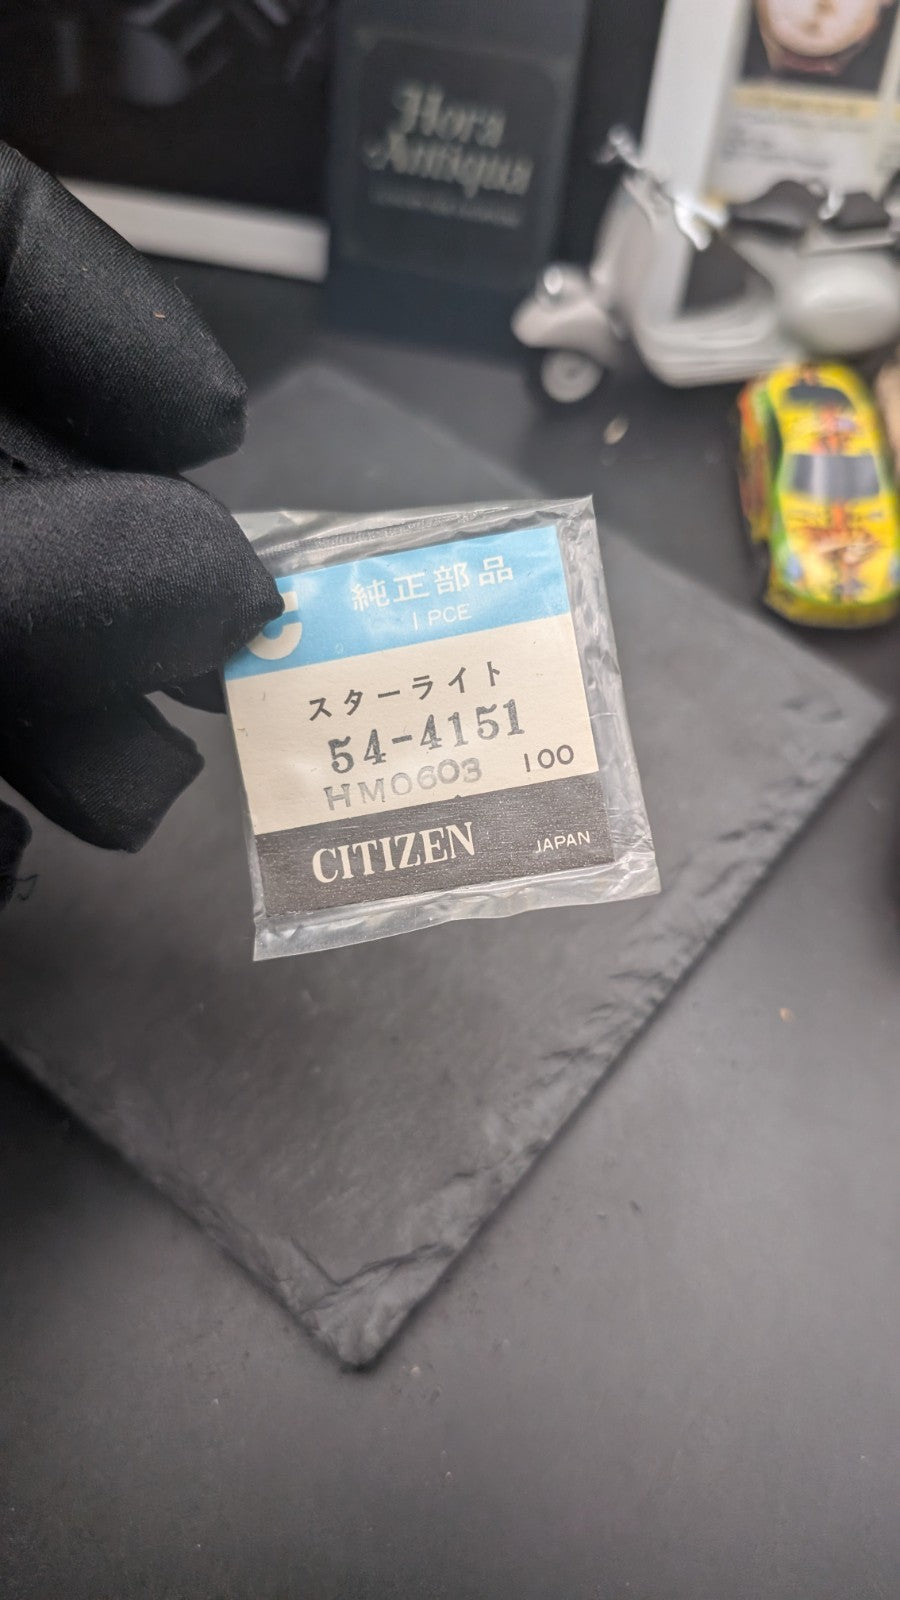 Hora
Antiqua
C 純正部品
1 PCE
スターライト
54-4151
HM0603 100
CITIZEN JAPAN